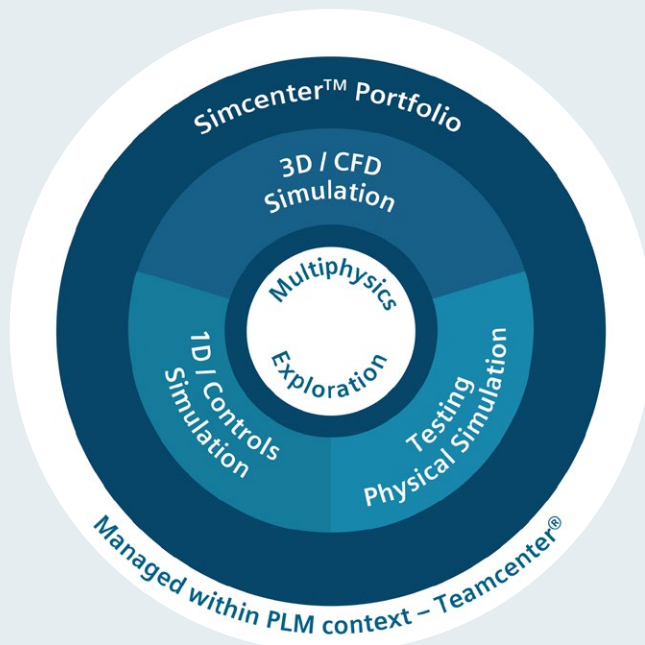 Simcenter™ Portfolio
3D / CFD
Simulation
Multiphysics
Exploration
1D / Controls
Simulation
Testing
Physical Simulation
Managed within PLM context – Teamcenter®